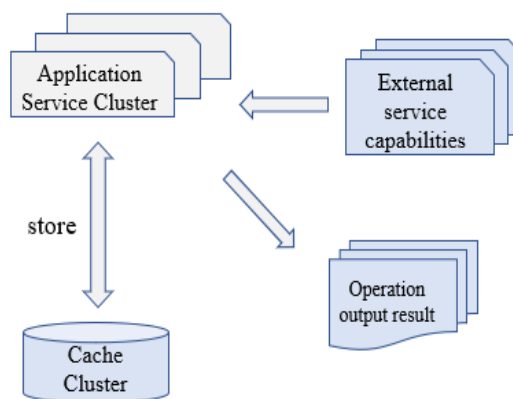 Application
Service Cluster
External
service
capabilities
store
Operation
output result
Cache
Cluster